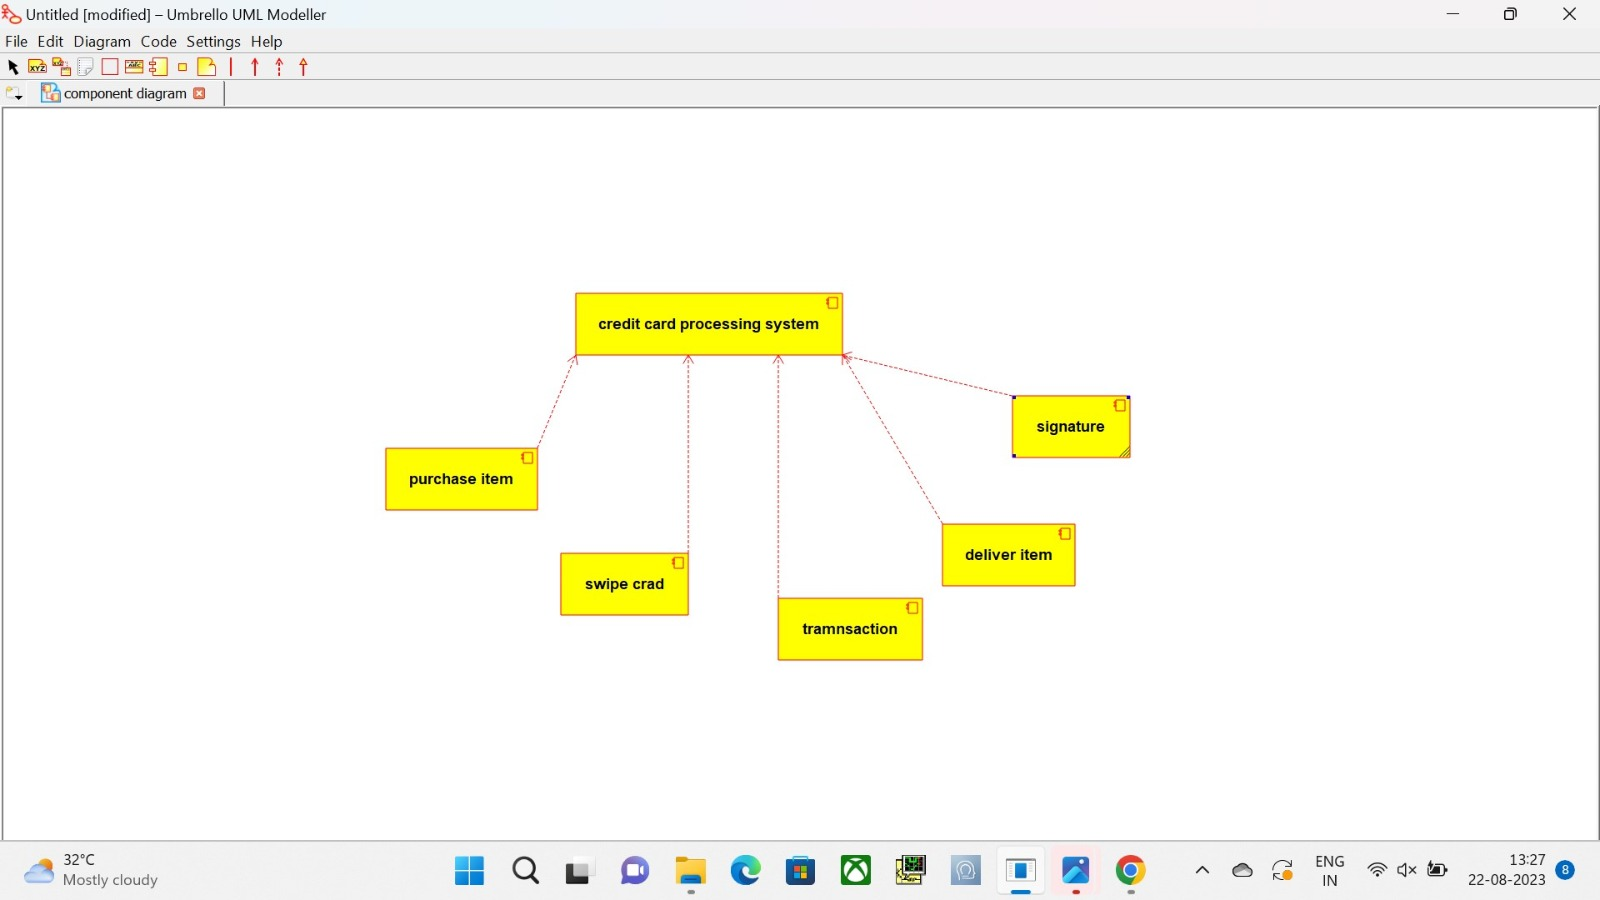 Untitled [modified] – Umbrello UML Modeller
File Edit Diagram Code Settings Help
component diagram
credit card processing system
signature
purchase item
deliver item
swipe crad
tramnsaction
32°C
Mostly cloudy
ENG
IN
13:27
22-08-2023
8